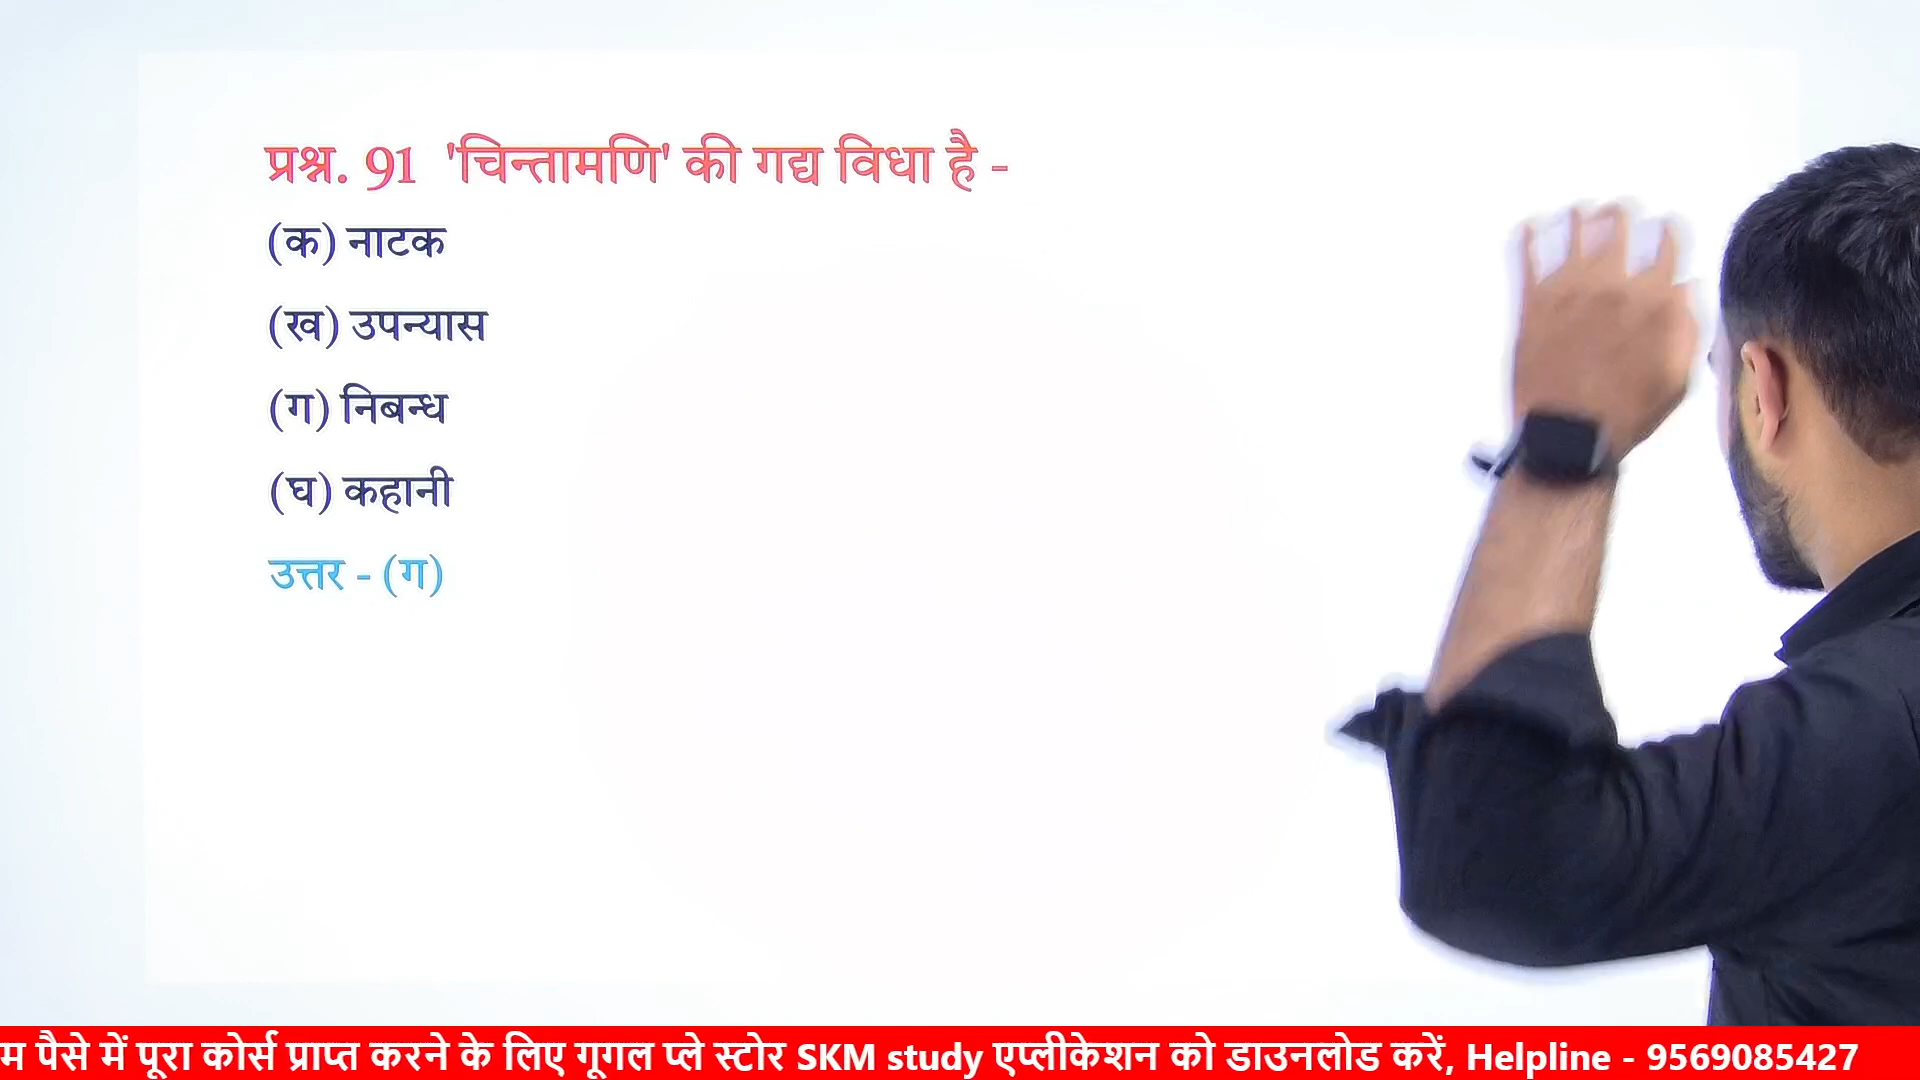 प्रश्न. 91 'चिन्तामणि' की गद्य विधा है -
(क) नाटक
(ख) उपन्यास
(ग) निबन्ध
(घ) कहानी
उत्तर - (ग)
म पैसे में पूरा कोर्स प्राप्त करने के लिए गूगल प्ले स्टोर SKM study एप्लीकेशन को डाउनलोड करें, Helpline - 9569085427